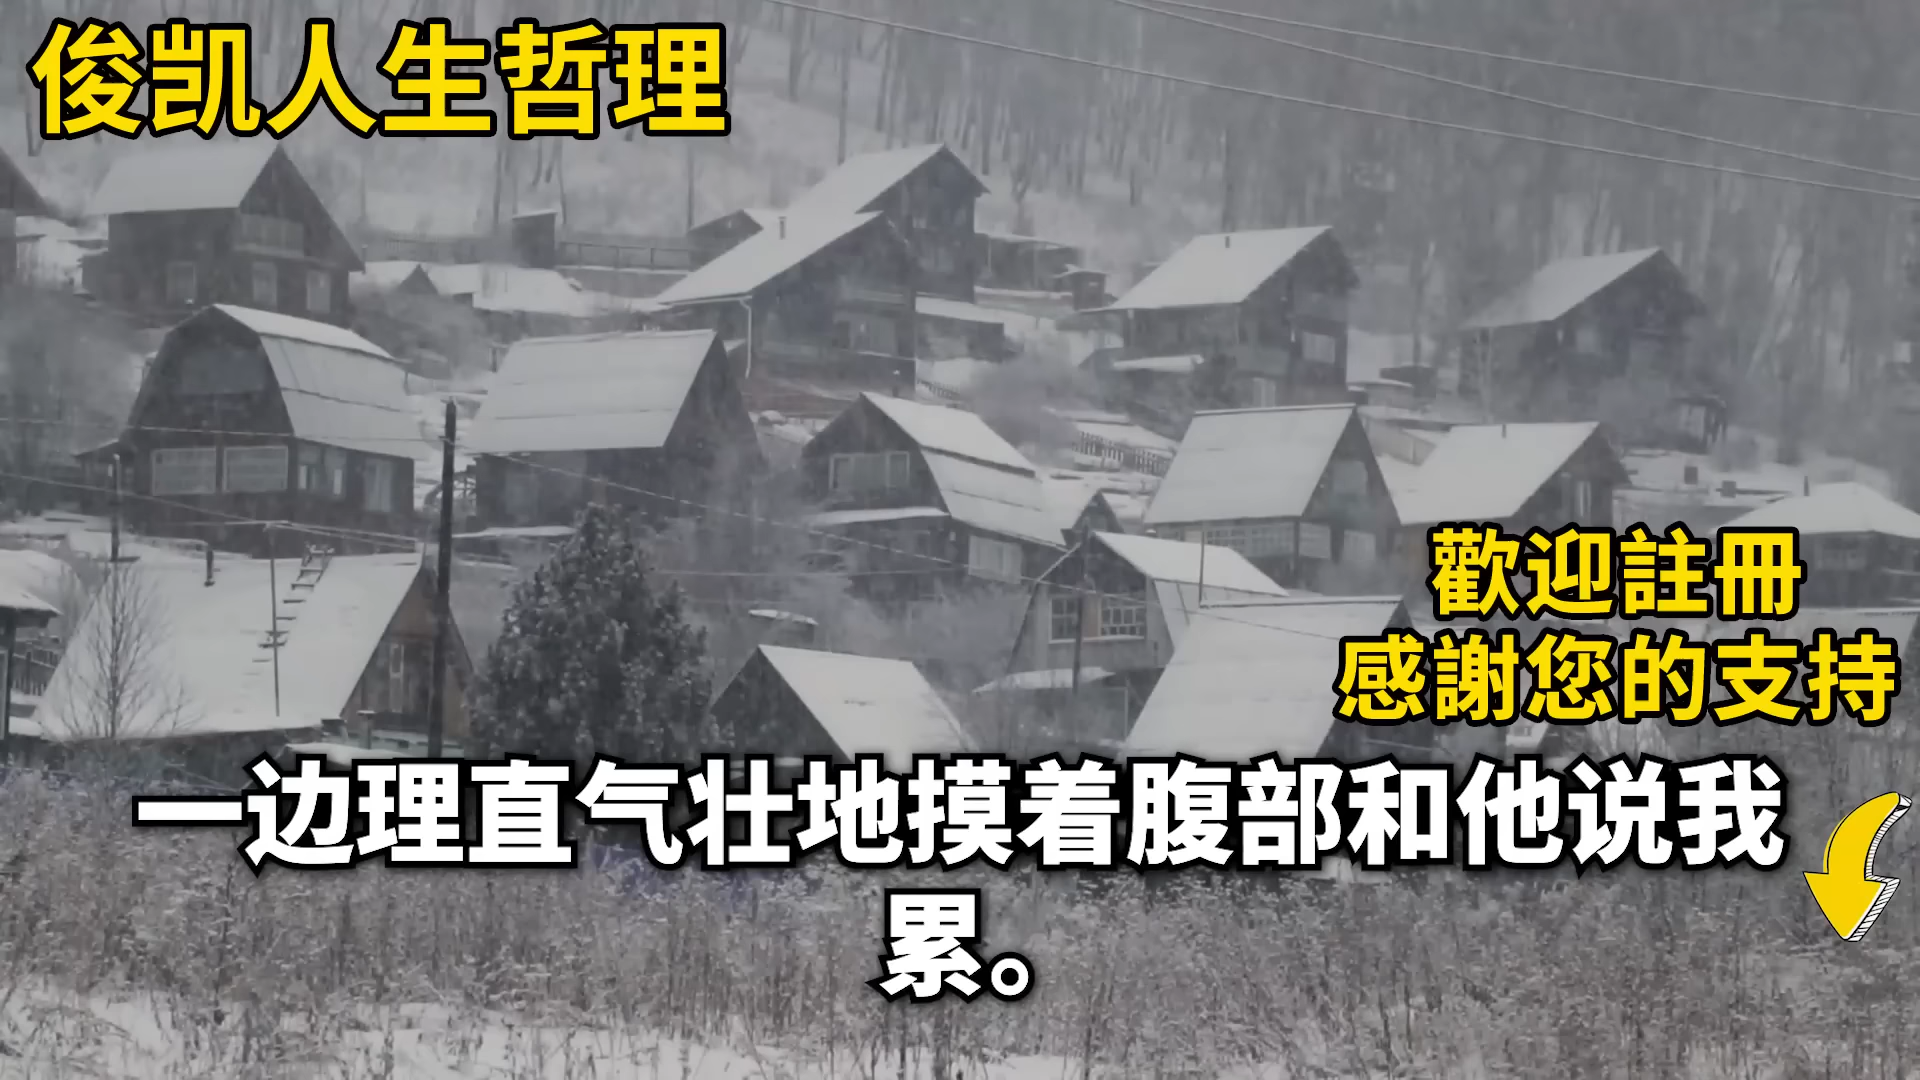 俊凯人生哲理
歡迎註冊
感謝您的支持
一边理直气壮地摸着腹部和他说我
累。